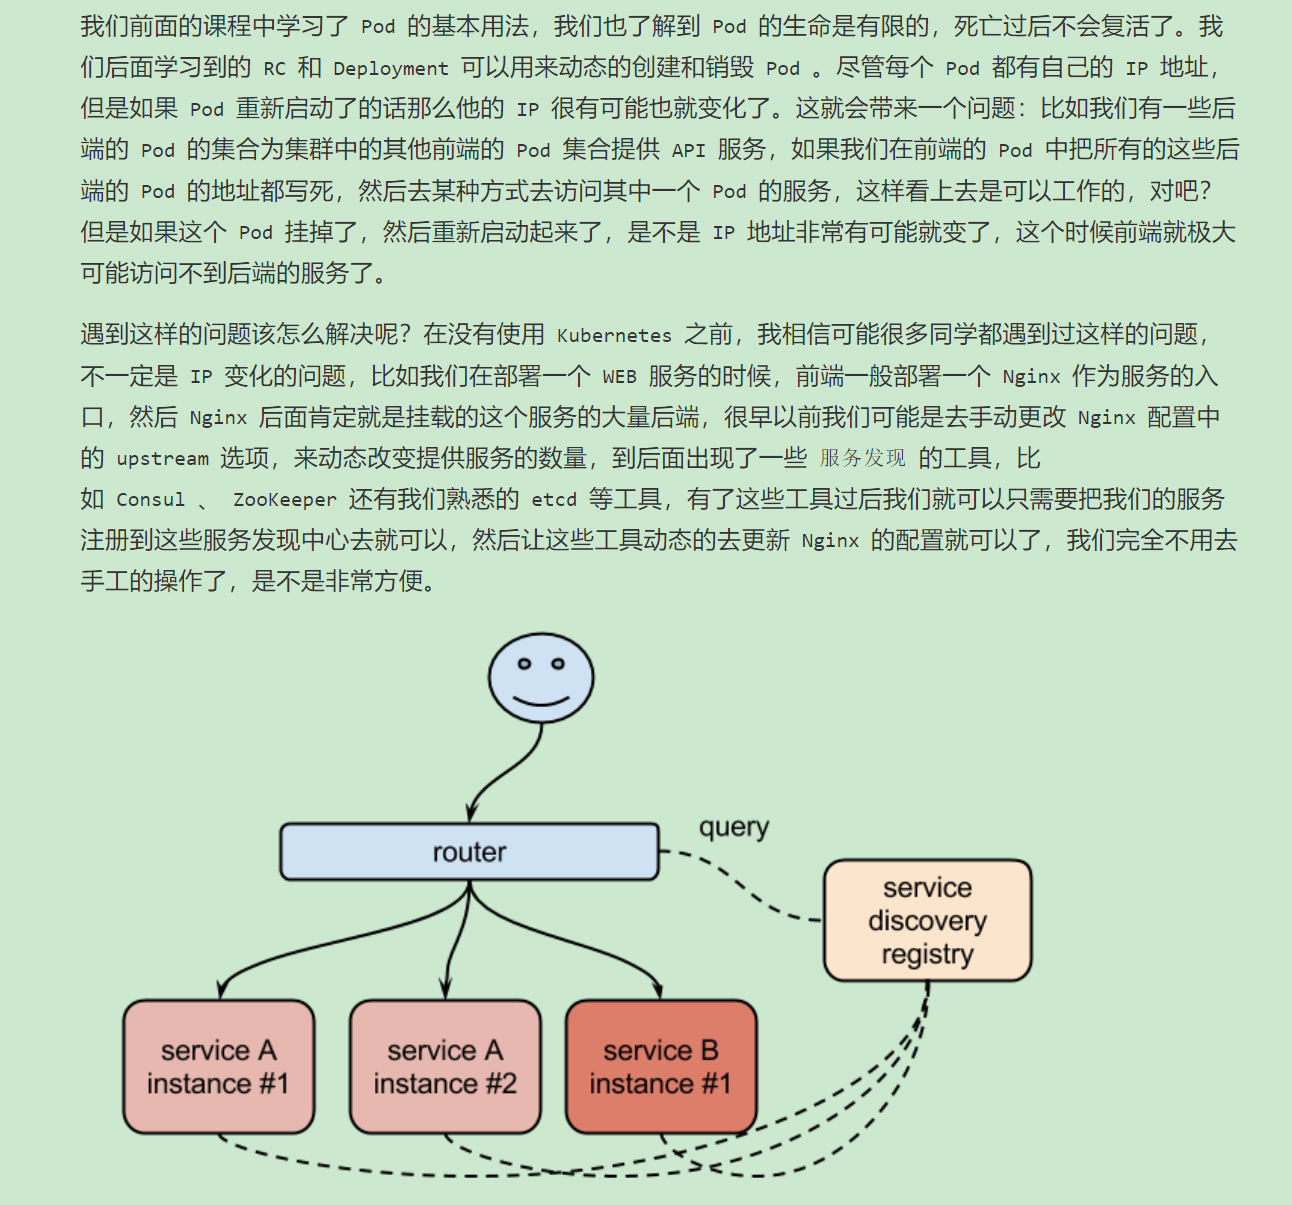 我们前面的课程中学习了 Pod 的基本用法，我们也了解到 Pod 的生命是有限的，死亡过后不会复活了。我
们后面学习到的 RC 和 Deployment 可以用来动态的创建和销毁 Pod 。尽管每个 Pod 都有自己的 IP 地址，
但是如果 Pod 重新启动了的话那么他的 IP 很有可能也就变化了。这就会带来一个问题：比如我们有一些后
端的 Pod 的集合为集群中的其他前端的 Pod 集合提供 API 服务，如果我们在前端的 Pod 中把所有的这些后
端的 Pod 的地址都写死，然后去某种方式去访问其中一个 Pod 的服务，这样看上去是可以工作的，对吧？
但是如果这个 Pod 挂掉了，然后重新启动起来了，是不是 IP 地址非常有可能就变了，这个时候前端就极大
可能访问不到后端的服务了。
遇到这样的问题该怎么解决呢？在没有使用 Kubernetes 之前，我相信可能很多同学都遇到过这样的问题，
不一定是 IP 变化的问题，比如我们在部署一个 WEB 服务的时候，前端一般部署一个 Nginx 作为服务的入
口，然后 Nginx 后面肯定就是挂载的这个服务的大量后端，很早以前我们可能是去手动更改 Nginx 配置中
的 upstream 选项，来动态改变提供服务的数量，到后面出现了一些 服务发现 的工具，比
如 Consul 、 ZooKeeper 还有我们熟悉的 etcd 等工具，有了这些工具过后我们就可以只需要把我们的服务
注册到这些服务发现中心去就可以，然后让这些工具动态的去更新 Nginx 的配置就可以了，我们完全不用去
手工的操作了，是不是非常方便。
query
router
service
discovery
registry
service A
instance #1
service A
instance #2
service B
instance #1